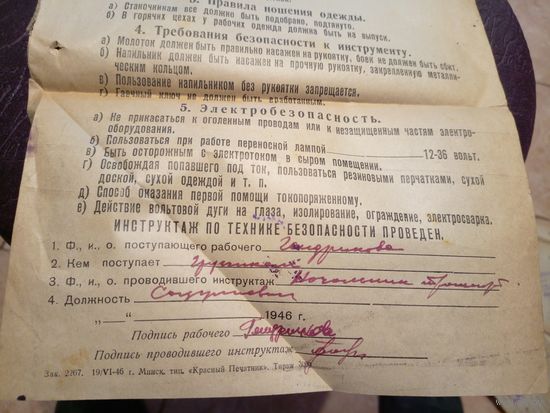 3. Правила ношения одежды.
а) Станочникам все должно быть подобрано, подтянуто.
б) В горячих цехах у рабочих одежда должна быть на выпуск.
4. Требования безопасности к инструменту.
а) Молоток должен быть правильно насажен на рукоятку, боек не должен быть сбит.
б) Напильник должен быть насажен на прочную рукоятку, закрепленную металли-
ческим кольцом.
в) Пользование напильником без рукоятки запрещается.
г) Гаечный ключ не должен быть разработанным.
5. Электробезопасность.
а) Не прикасаться к оголенным проводам или к незащищенным частям электро-
оборудования.
б) Пользоваться при работе переносной лампой 12-36 вольт.
в) Быть осторожным с электротоком в сыром помещении.
г) Освобождая попавшего под ток, пользоваться резиновыми перчатками, сухой
доской, сухой одеждой и т. п.
д) Способ оказания первой помощи токопораженному.
е) Действие вольтовой дуги на глаза, изолирование, ограждение, электросварка.
ИНСТРУКТАЖ ПО ТЕХНИКЕ БЕЗОПАСНОСТИ ПРОВЕДЕН.
1. Ф., и., о. поступающего рабочего Гендрикова
2. Кем поступает
3. Ф., и., о. проводившего инструктаж Начальник
4. Должность
„—“ 1946 г.
Подпись рабочего Гендрикова
Подпись проводившего инструктаж
Зак. 2267. 19/VI-46 г. Минск, тип. «Красный Печатник». Тираж